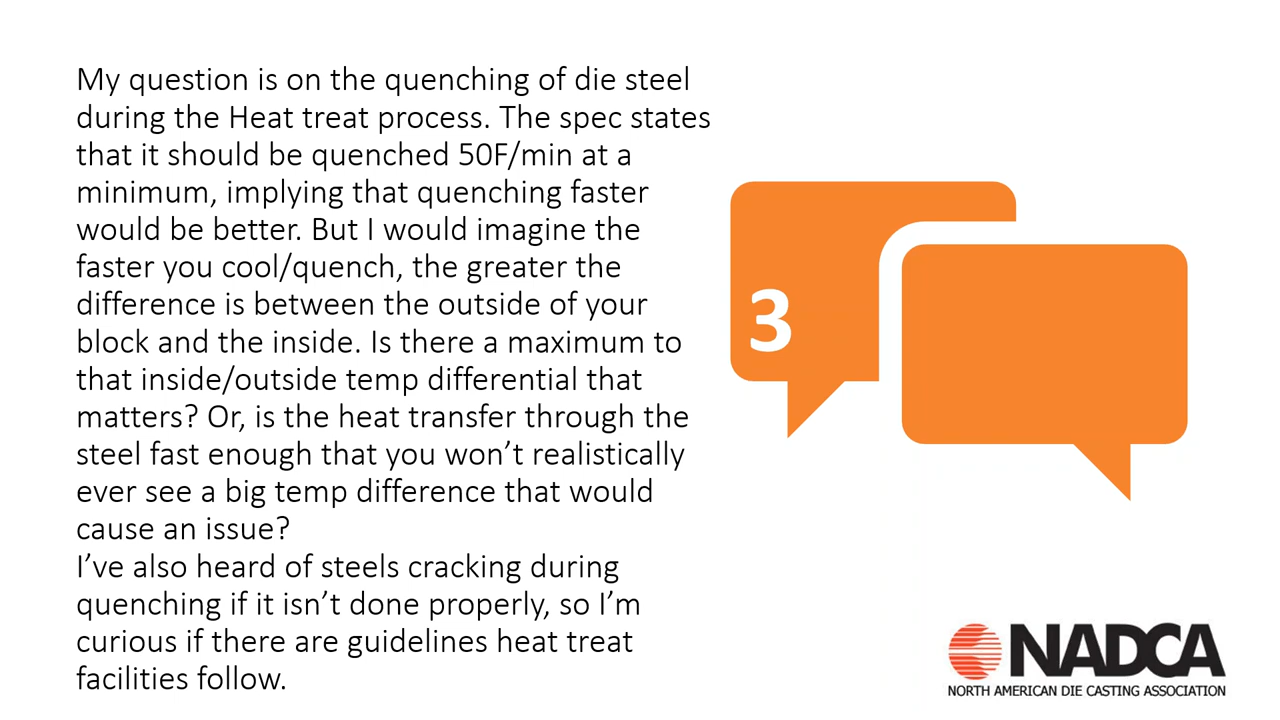 My question is on the quenching of die steel
during the Heat treat process. The spec states
that it should be quenched 50F/min at a
minimum, implying that quenching faster
would be better. But I would imagine the
faster you cool/quench, the greater the
difference is between the outside of your
block and the inside. Is there a maximum to
that inside/outside temp differential that
matters? Or, is the heat transfer through the
steel fast enough that you won’t realistically
ever see a big temp difference that would
cause an issue?
I’ve also heard of steels cracking during
quenching if it isn’t done properly, so I’m
curious if there are guidelines heat treat
facilities follow.
3
NADCA
NORTH AMERICAN DIE CASTING ASSOCIATION